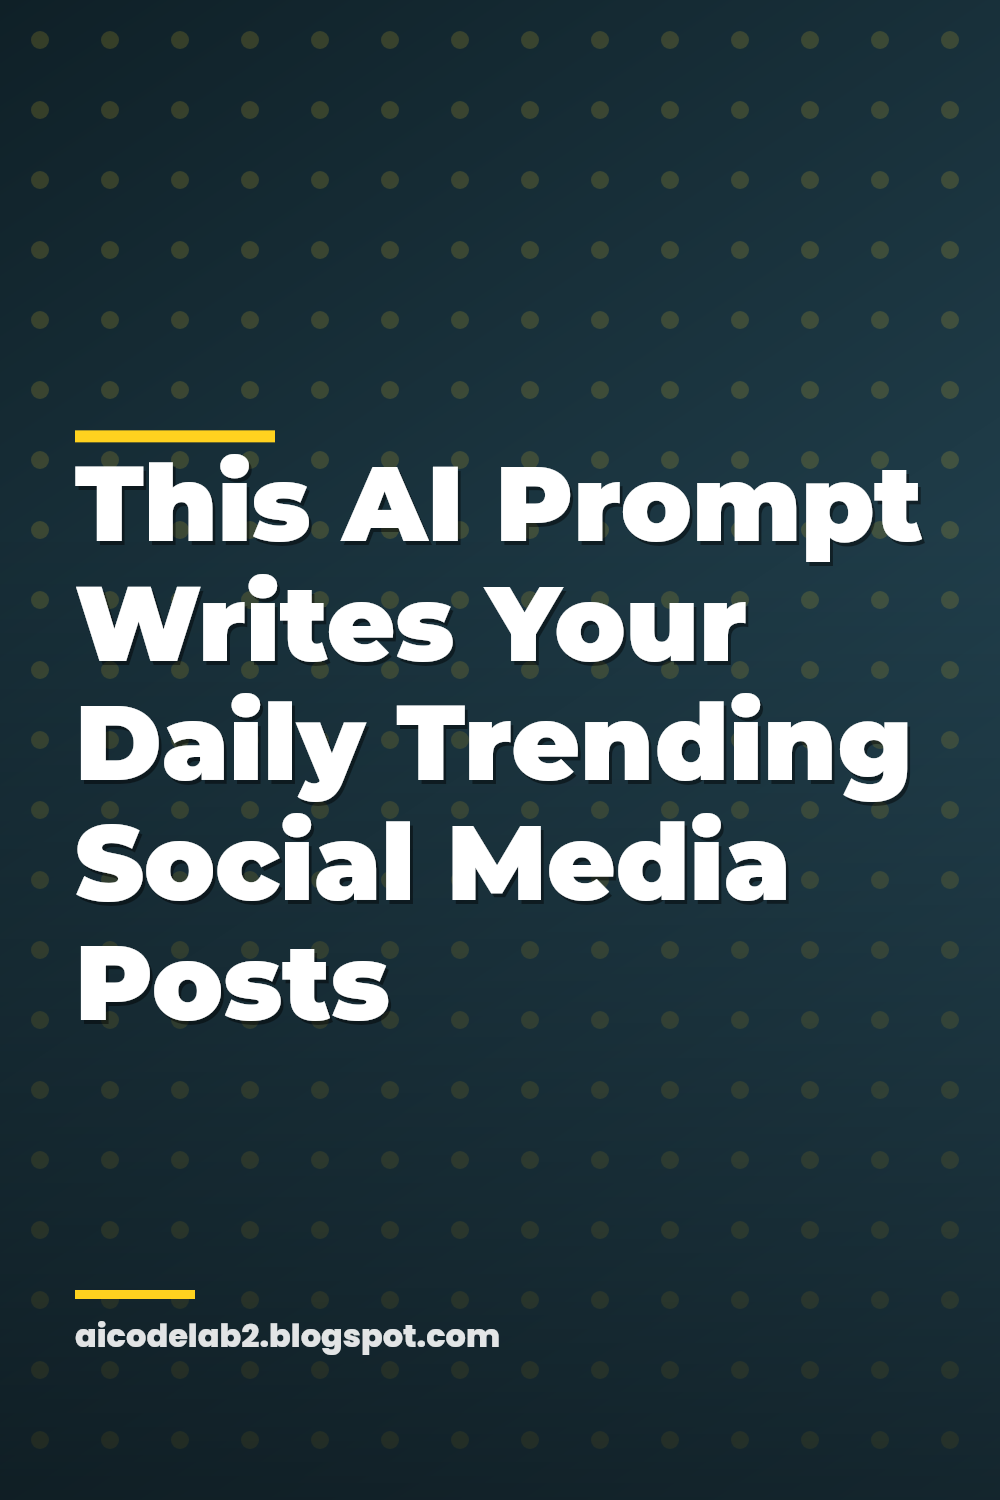 This AI Prompt
Writes Your
Daily Trending
Social Media
Posts
aicodelab2.blogspot.com